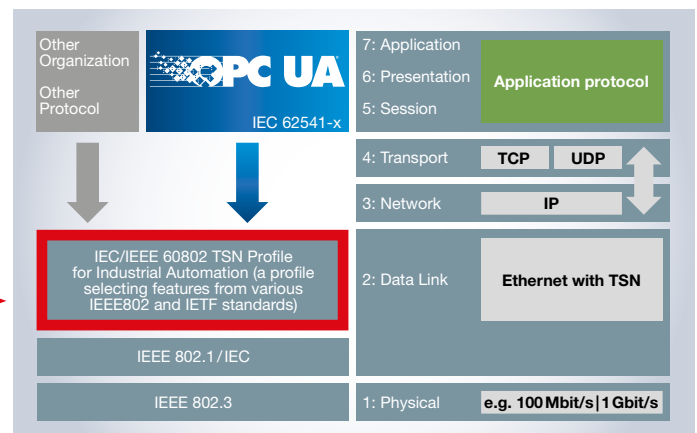 Other
Organization
Other
Protocol
OPC UA
IEC 62541-x
IEC/IEEE 60802 TSN Profile
for Industrial Automation (a profile
selecting features from various
IEEE802 and IETF standards)
IEEE 802.1/IEC
IEEE 802.3
7: Application
6: Presentation
5: Session
Application protocol
4: Transport
TCP
UDP
3: Network
IP
2: Data Link
Ethernet with TSN
1: Physical
e.g. 100 Mbit/s|1 Gbit/s